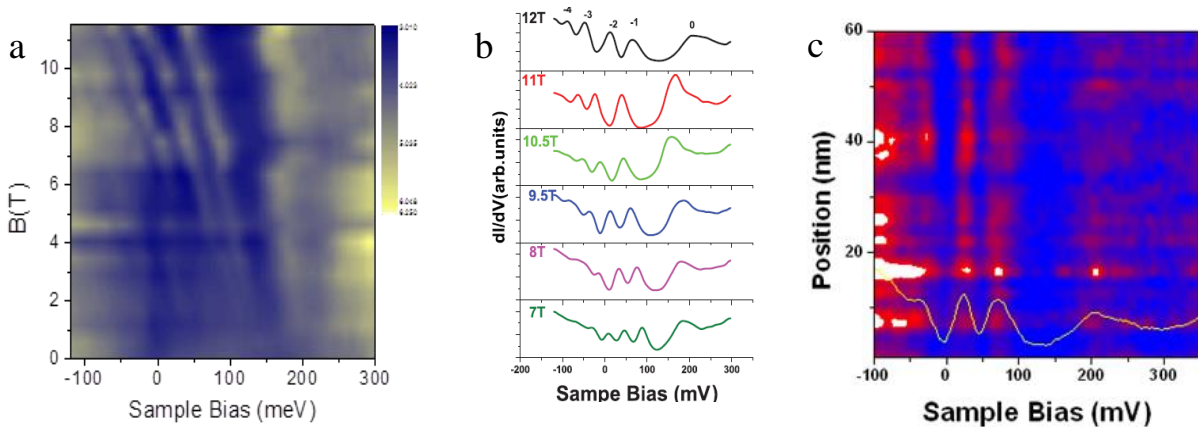 a
10
8
6
4
2
0
B(T)
-100 0 100 200 300
Sample Bias (meV)
b
-4 -3 -2 -1 0
12T
11T
10.5T
9.5T
8T
7T
dI/dV(arb.units)
-100 0 100 200 300
Sample Bias (mV)
c
60
40
20
Position (nm)
-100 0 100 200 300
Sample Bias (mV)